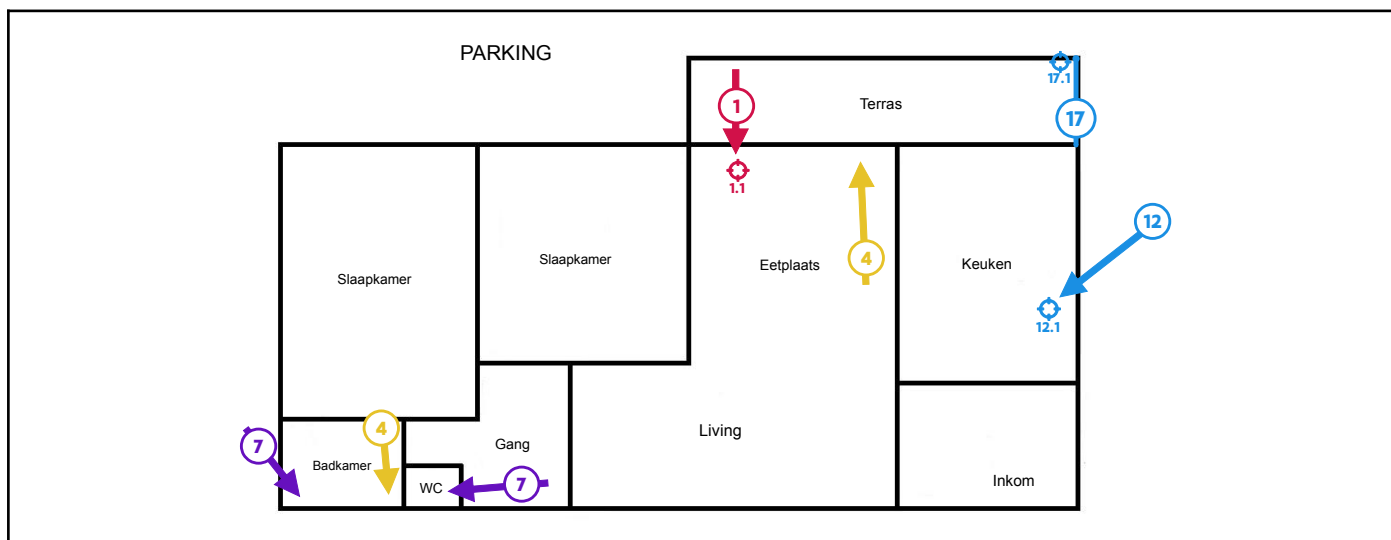 PARKING
17.1
1
Terras
17
1.1
12
Slaapkamer
Slaapkamer
Eetplaats
4
Keuken
12.1
4
7
Badkamer
Gang
Living
WC
7
Inkom